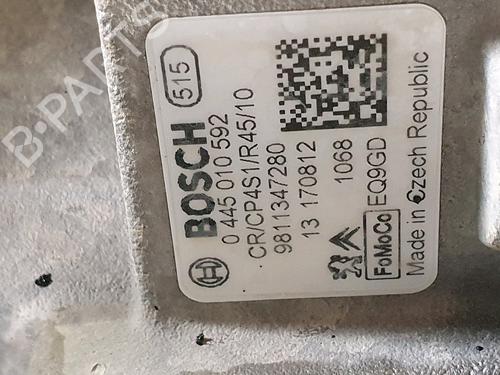 515
BOSCH
0 445 010 592
CR/CP4S1/R45/10
9811347280
13 170812
1068
FoMoCo EQ9GD
Made in Czech Republic
B-PARTS